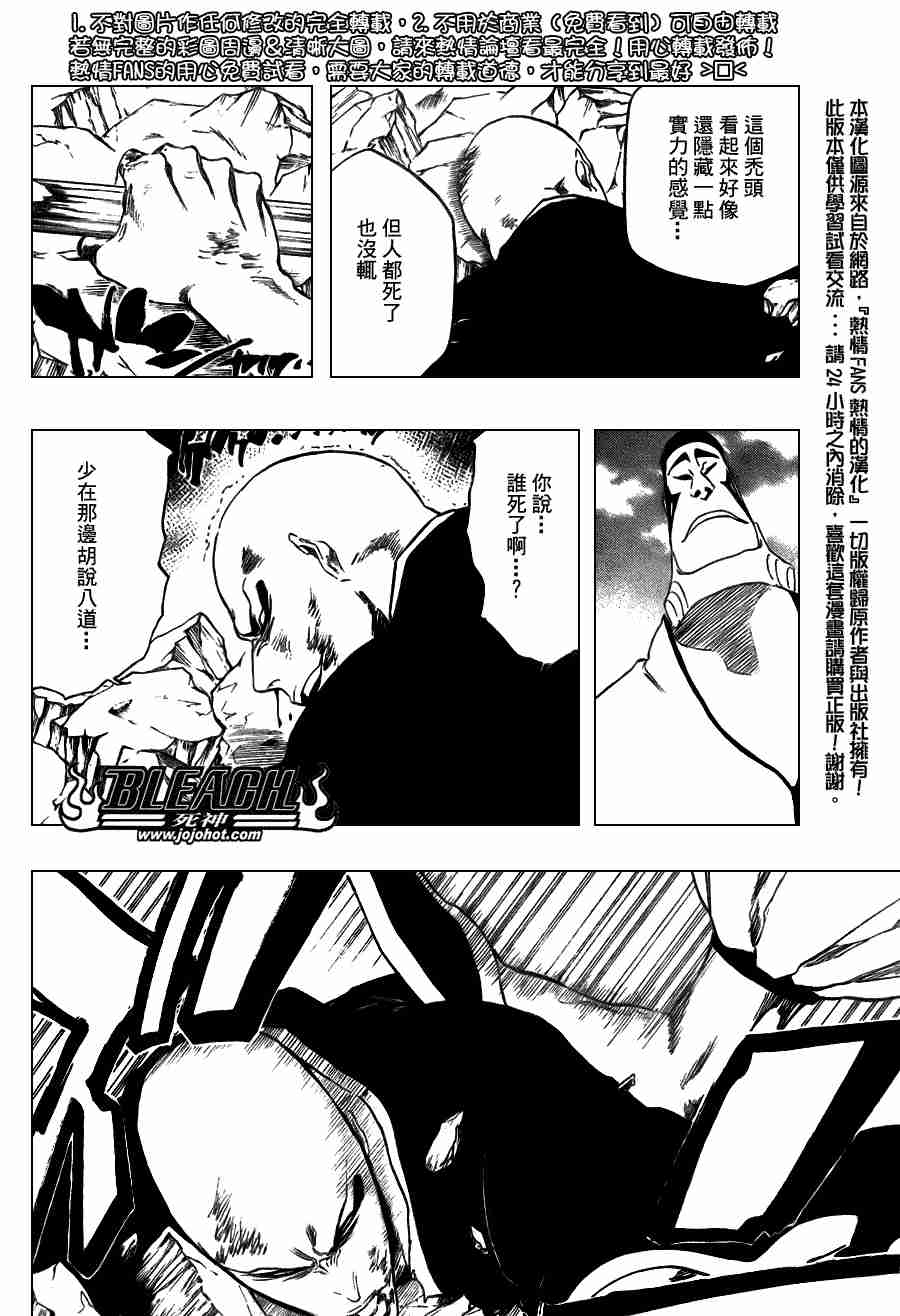 1. 不對圖片作任何修改的完全轉載，2. 不用於商業（免費看到）可自由轉載
若無完整的彩圖周邊&清晰大圖，請來熱情論壇看最完全！用心轉載發佈！
熱情FANS的用心免費試看，需要大家的轉載道德，才能分享到最好 >口<
本漢化圖源來自於網路．『熱情FANS 熱情的漢化』一切版權歸原作者與出版社擁有！
此版本僅供學習試看交流… 請 24 小時之內消除．喜歡這套漫畫請購買正版！謝謝。
這個禿頭
看起來好像
還隱藏一點
實力的感覺…
但人都死了
也沒輒
你說…
誰死了啊…?
少在那邊胡說八道…
BLEACH
死神
www.jojohot.com